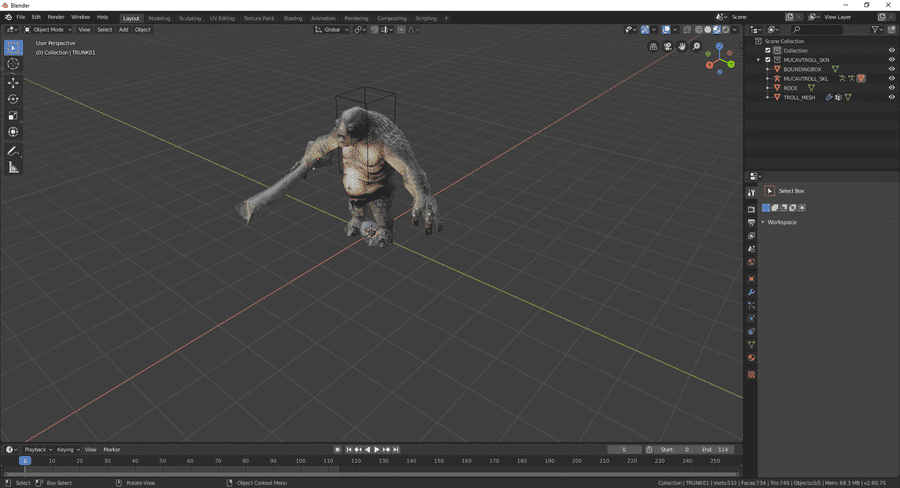 Blender
File Edit Render Window Help Layout Modeling Sculpting UV Editing Texture Paint Shading Animation Rendering Compositing Scripting + Scene View Layer
Object Mode View Select Add Object Global
User Perspective
(0) Collection | TRUNK01
Scene Collection
Collection
MUCAVTROLL_SKN
BOUNDINGBOX
MUCAVTROLL_SKL
ROCK
TROLL_MESH
Select Box
Workspace
Playback Keying View Marker 0 Start: 0 End: 114
0 10 20 30 40 50 60 70 80 90 100 110 120 130 140 150 160 170 180 190 200 210 220 230 240 250
Select Box Select Rotate View Object Context Menu Collection | TRUNK01 | Verts:532 | Faces:734 | Tris:740 | Objects:0/5 | Mem: 68.3 MB | v2.80.75